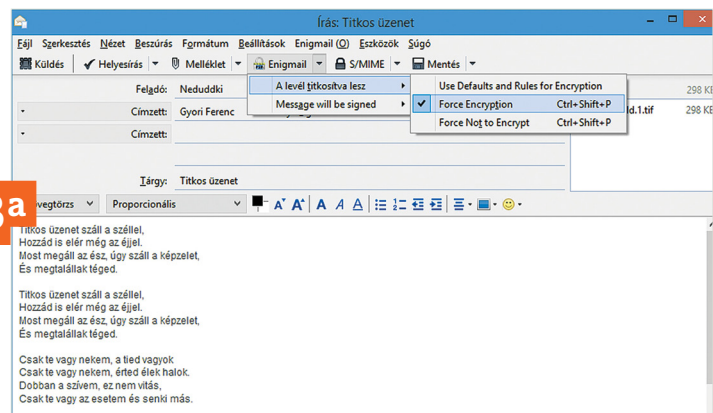 Írás: Titkos üzenet
Fájl Szerkesztés Nézet Beszúrás Formátum Beállítások Enigmail (O) Eszközök Súgó
Küldés Helyesírás Melléklet Enigmail S/MIME Mentés
A levél titkosítva lesz
Message will be signed
Use Defaults and Rules for Encryption
Force Encryption Ctrl+Shift+P
Force Not to Encrypt Ctrl+Shift+P
298 KB
ld.1.tif 298 KB
Feladó: Neduddki
Címzett: Gyori Ferenc
Címzett:
Tárgy: Titkos üzenet
3a
Proporcionális
Titkos üzenet száll a széllel,
Hozzád is elér még az éjjel.
Most megáll az ész, úgy száll a képzelet,
És megtalállak téged.
Titkos üzenet száll a széllel,
Hozzád is elér még az éjjel.
Most megáll az ész, úgy száll a képzelet,
És megtalállak téged.
Csak te vagy nekem, a tied vagyok
Csak te vagy nekem, érted élek halok.
Dobban a szívem, ez nem vitás,
Csak te vagy az esetem és senki más.